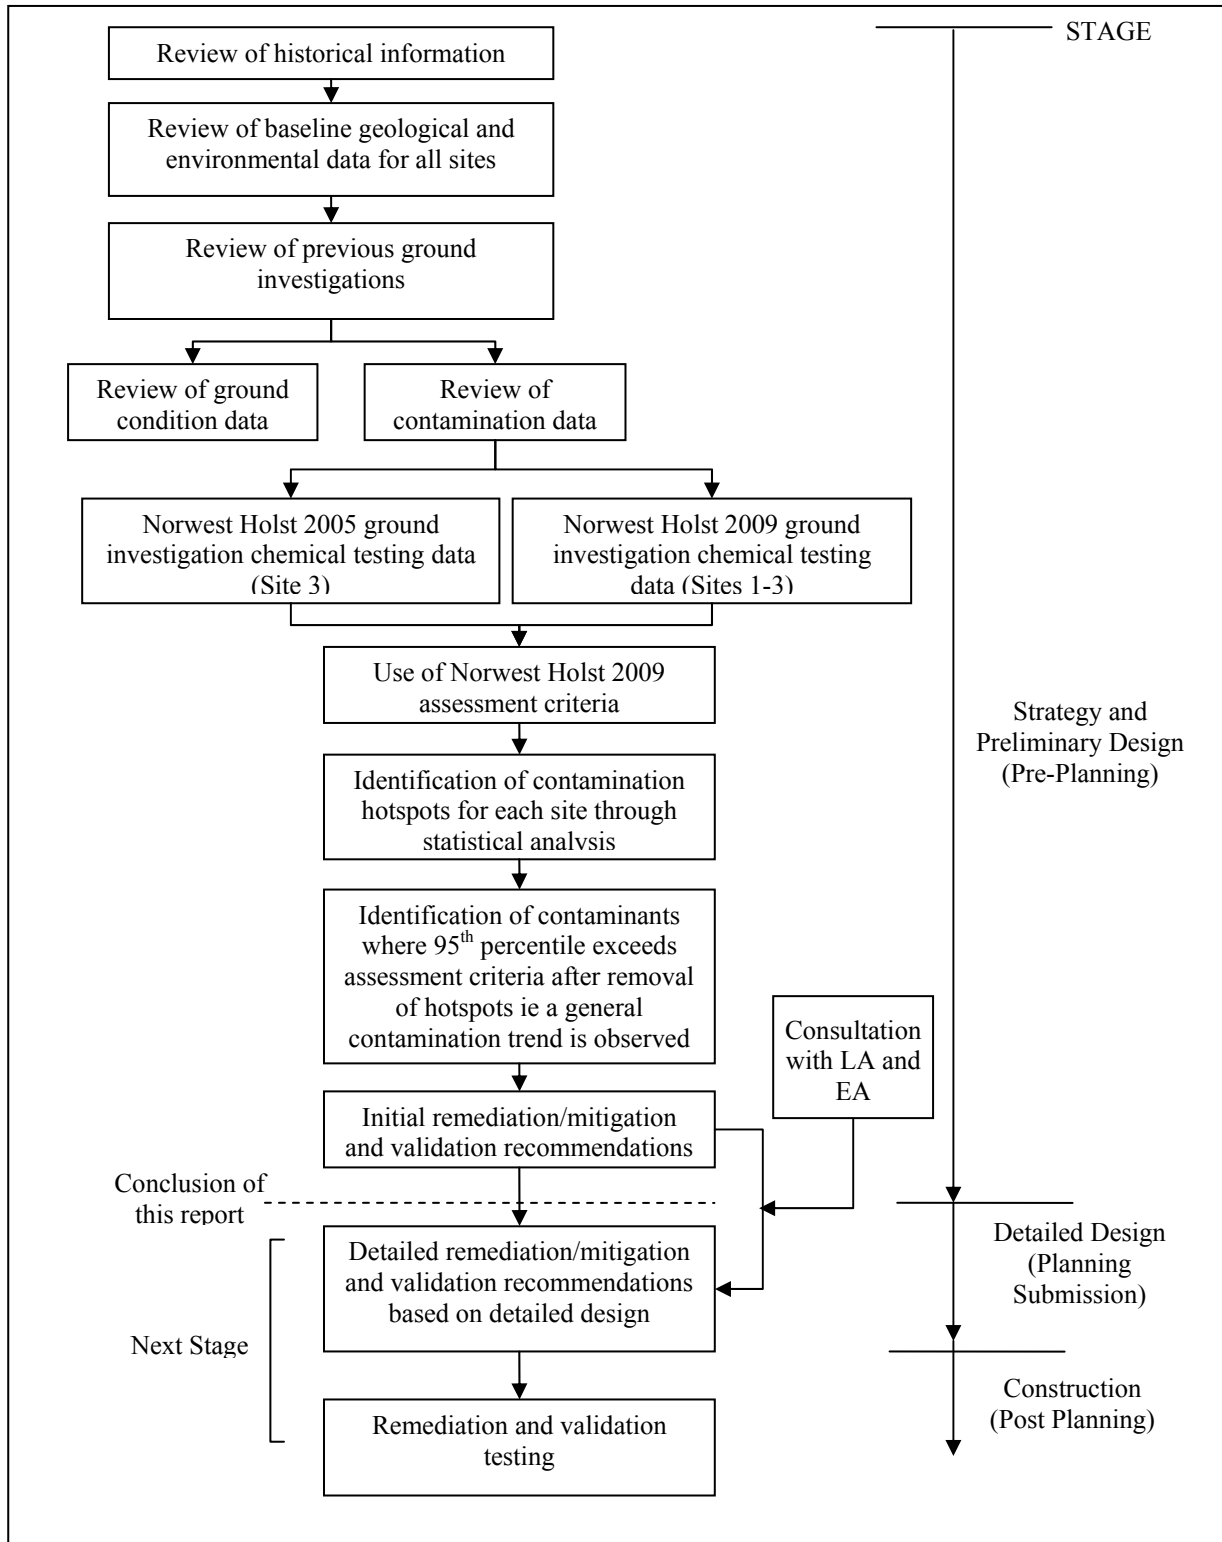 STAGE
Review of historical information
Review of baseline geological and
environmental data for all sites
Review of previous ground
investigations
Review of ground
condition data
Review of
contamination data
Norwest Holst 2005 ground
investigation chemical testing data
(Site 3)
Norwest Holst 2009 ground
investigation chemical testing
data (Sites 1-3)
Use of Norwest Holst 2009
assessment criteria
Identification of contamination
hotspots for each site through
statistical analysis
Identification of contaminants
where 95th percentile exceeds
assessment criteria after removal
of hotspots ie a general
contamination trend is observed
Consultation
with LA and
EA
Initial remediation/mitigation
and validation recommendations
Conclusion of
this report
Detailed remediation/mitigation
and validation recommendations
based on detailed design
Next Stage
Remediation and validation
testing
Strategy and
Preliminary Design
(Pre-Planning)
Detailed Design
(Planning
Submission)
Construction
(Post Planning)